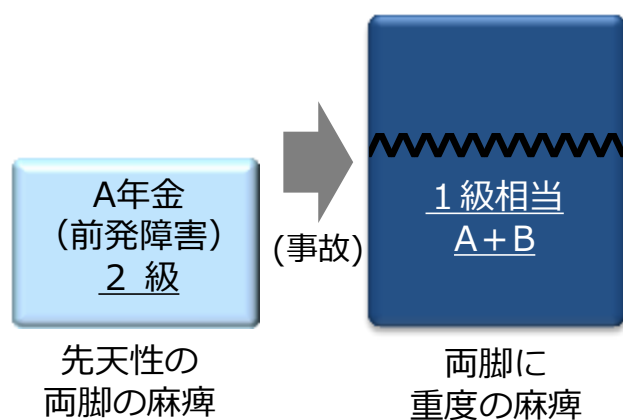 A年金
（前発障害）
２ 級
先天性の
両脚の麻痺
(事故)
１級相当
A＋B
両脚に
重度の麻痺